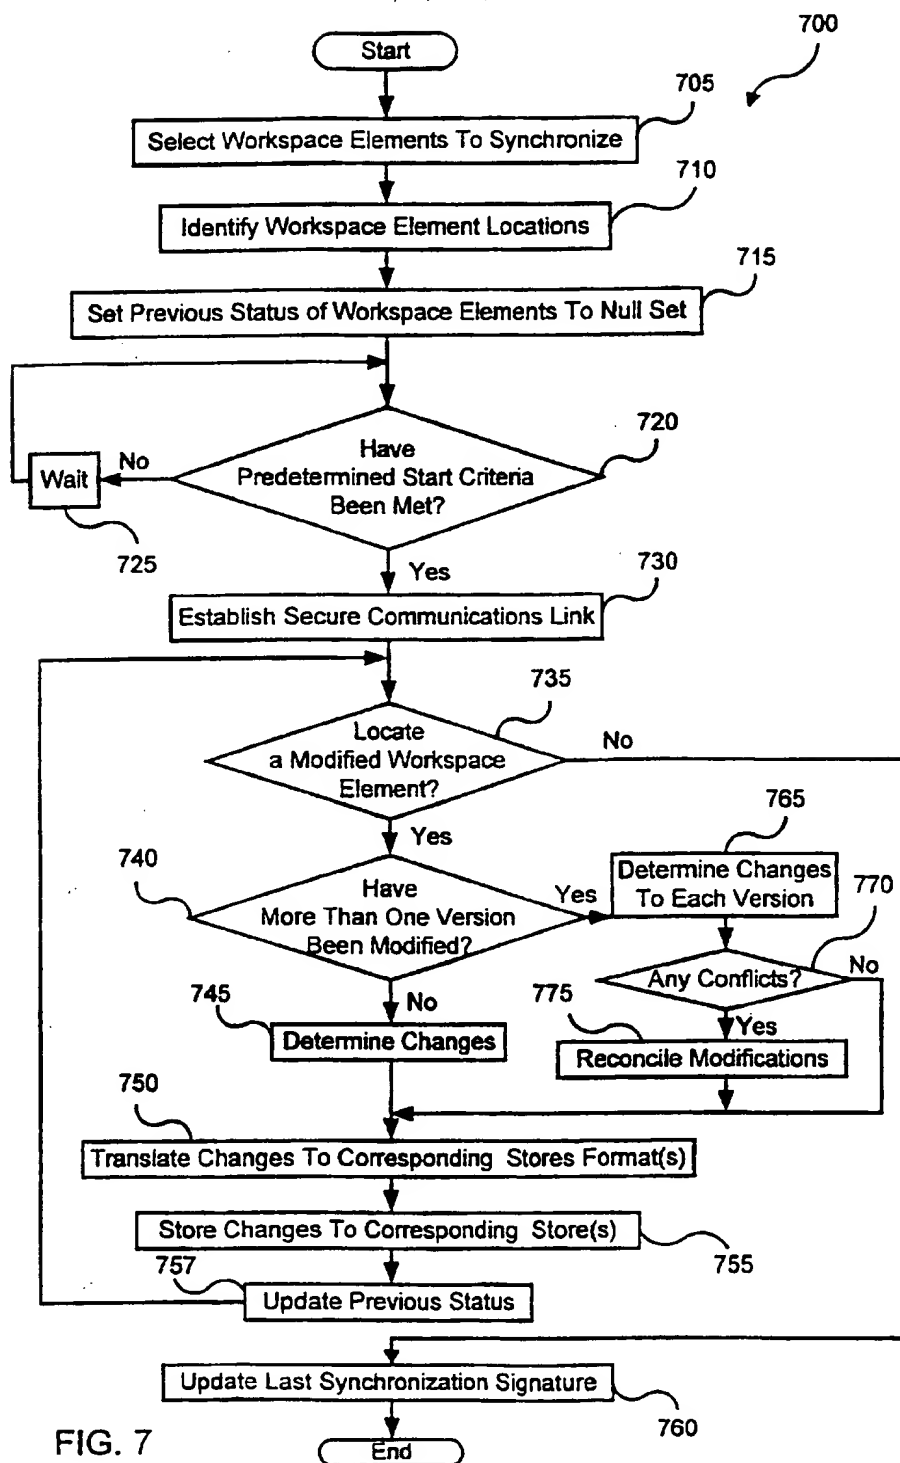 700
Start
705
Select Workspace Elements To Synchronize
710
Identify Workspace Element Locations
715
Set Previous Status of Workspace Elements To Null Set
720
Have
Predetermined Start Criteria
Been Met?
No
Wait
725
Yes
730
Establish Secure Communications Link
735
Locate
a Modified Workspace
Element?
No
Yes
740
Have
More Than One Version
Been Modified?
Yes
765
Determine Changes
To Each Version
770
Any Conflicts?
No
No
745
Determine Changes
775
Yes
Reconcile Modifications
750
Translate Changes To Corresponding Stores Format(s)
Store Changes To Corresponding Store(s)
755
757
Update Previous Status
Update Last Synchronization Signature
760
End
FIG. 7